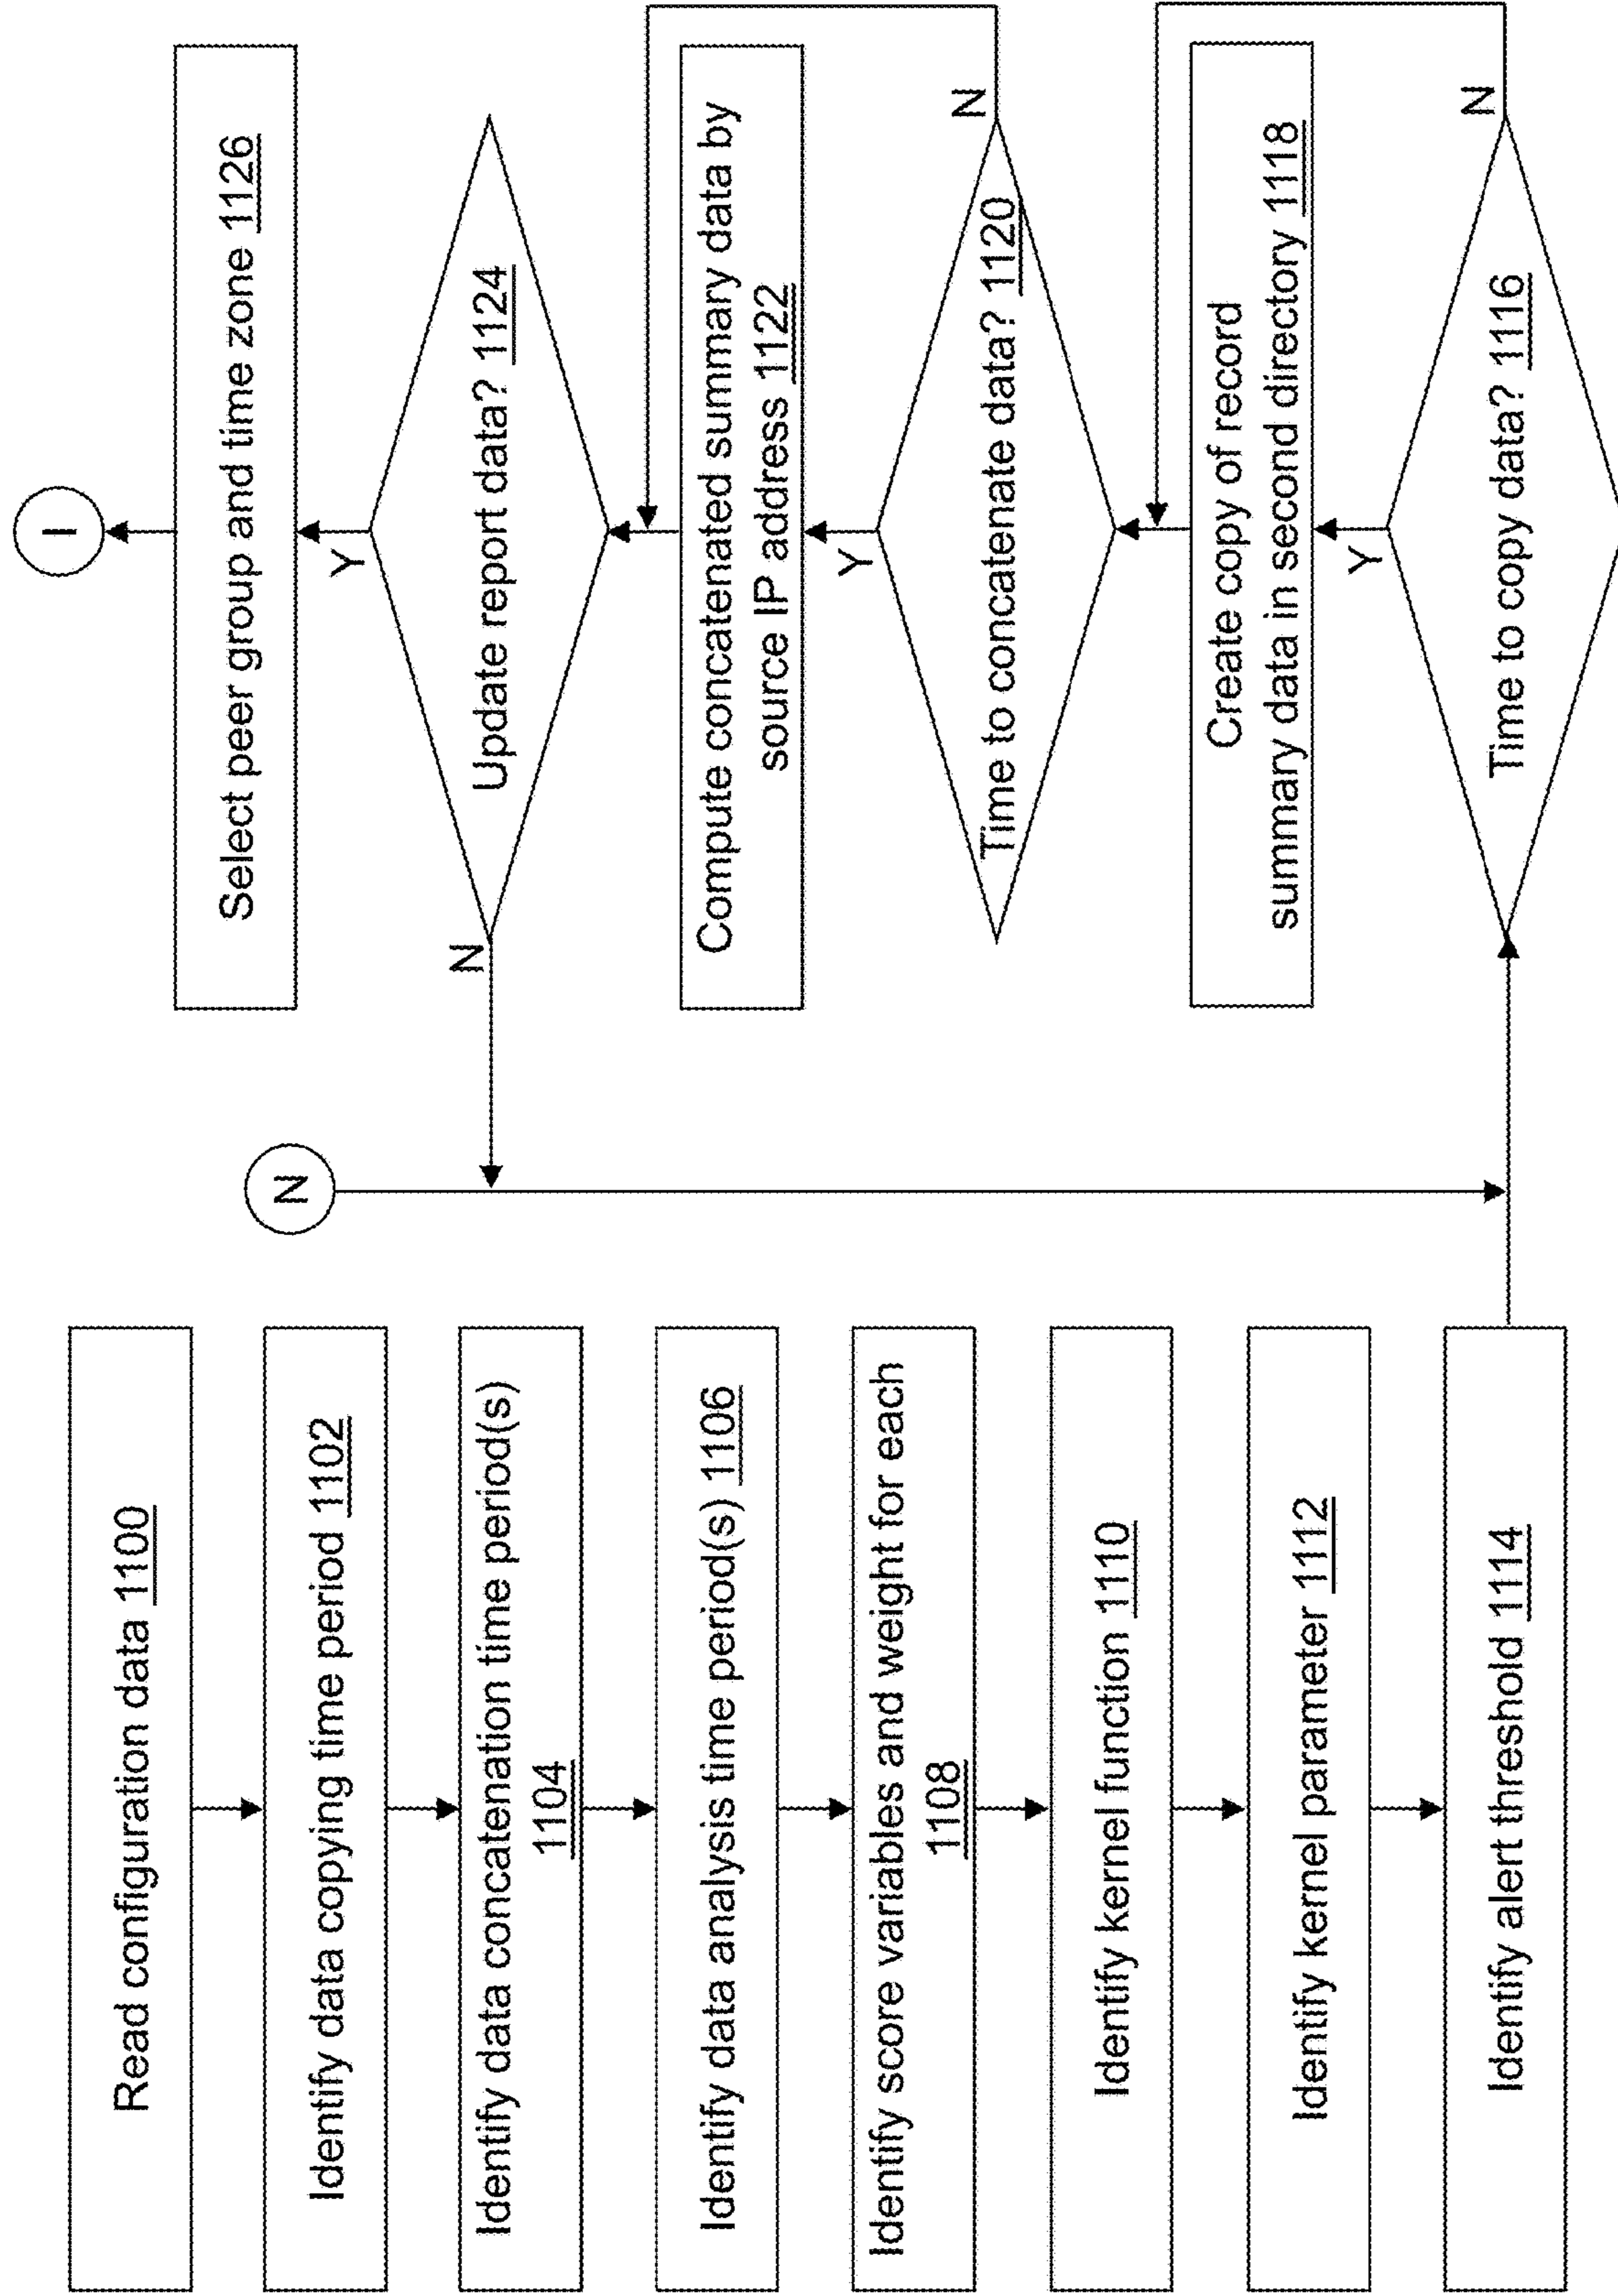 Read configuration data 1100
Identify data copying time period 1102
Identify data concatenation time period(s)
1104
Identify data analysis time period(s) 1106
Identify score variables and weight for each
1108
Identify kernel function 1110
Identify kernel parameter 1112
Identify alert threshold 1114
N
I
Select peer group and time zone 1126
Y
N
Update report data? 1124
Compute concatenated summary data by
source IP address 1122
Y
N
Time to concatenate data? 1120
Create copy of record
summary data in second directory 1118
Y
N
Time to copy data? 1116